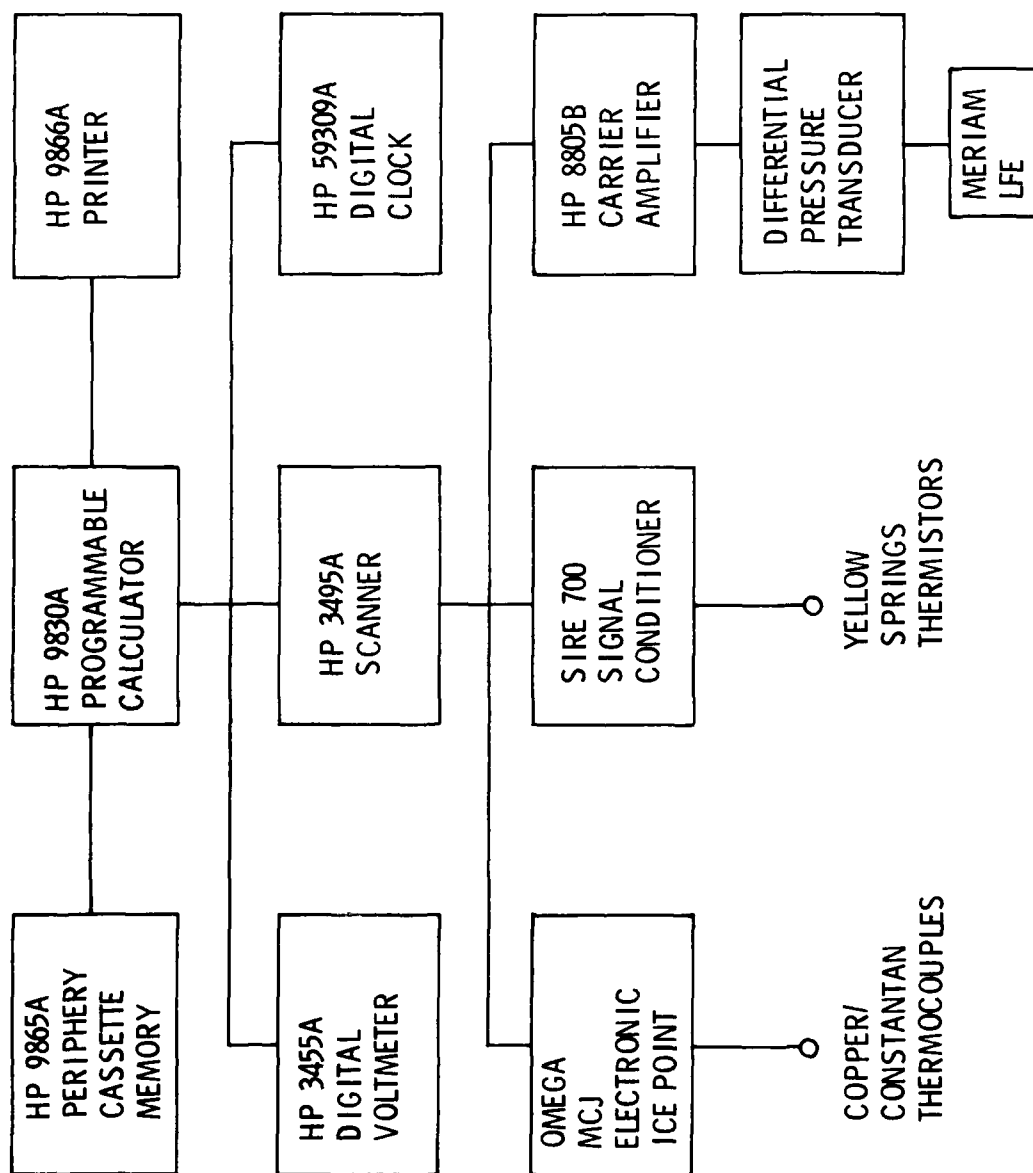 HP 9865A
PERIPHERY
CASSETTE
MEMORY
HP 9830A
PROGRAMMABLE
CALCULATOR
HP 9866A
PRINTER
HP 3455A
DIGITAL
VOLTMETER
HP 3495A
SCANNER
HP 59309A
DIGITAL
CLOCK
OMEGA
MCJ
ELECTRONIC
ICE POINT
SIRE 700
SIGNAL
CONDITIONER
HP 8805B
CARRIER
AMPLIFIER
DIFFERENTIAL
PRESSURE
TRANSDUCER
COPPER/
CONSTANTAN
THERMOCOUPLES
YELLOW
SPRINGS
THERMISTORS
MERIAM
LFE